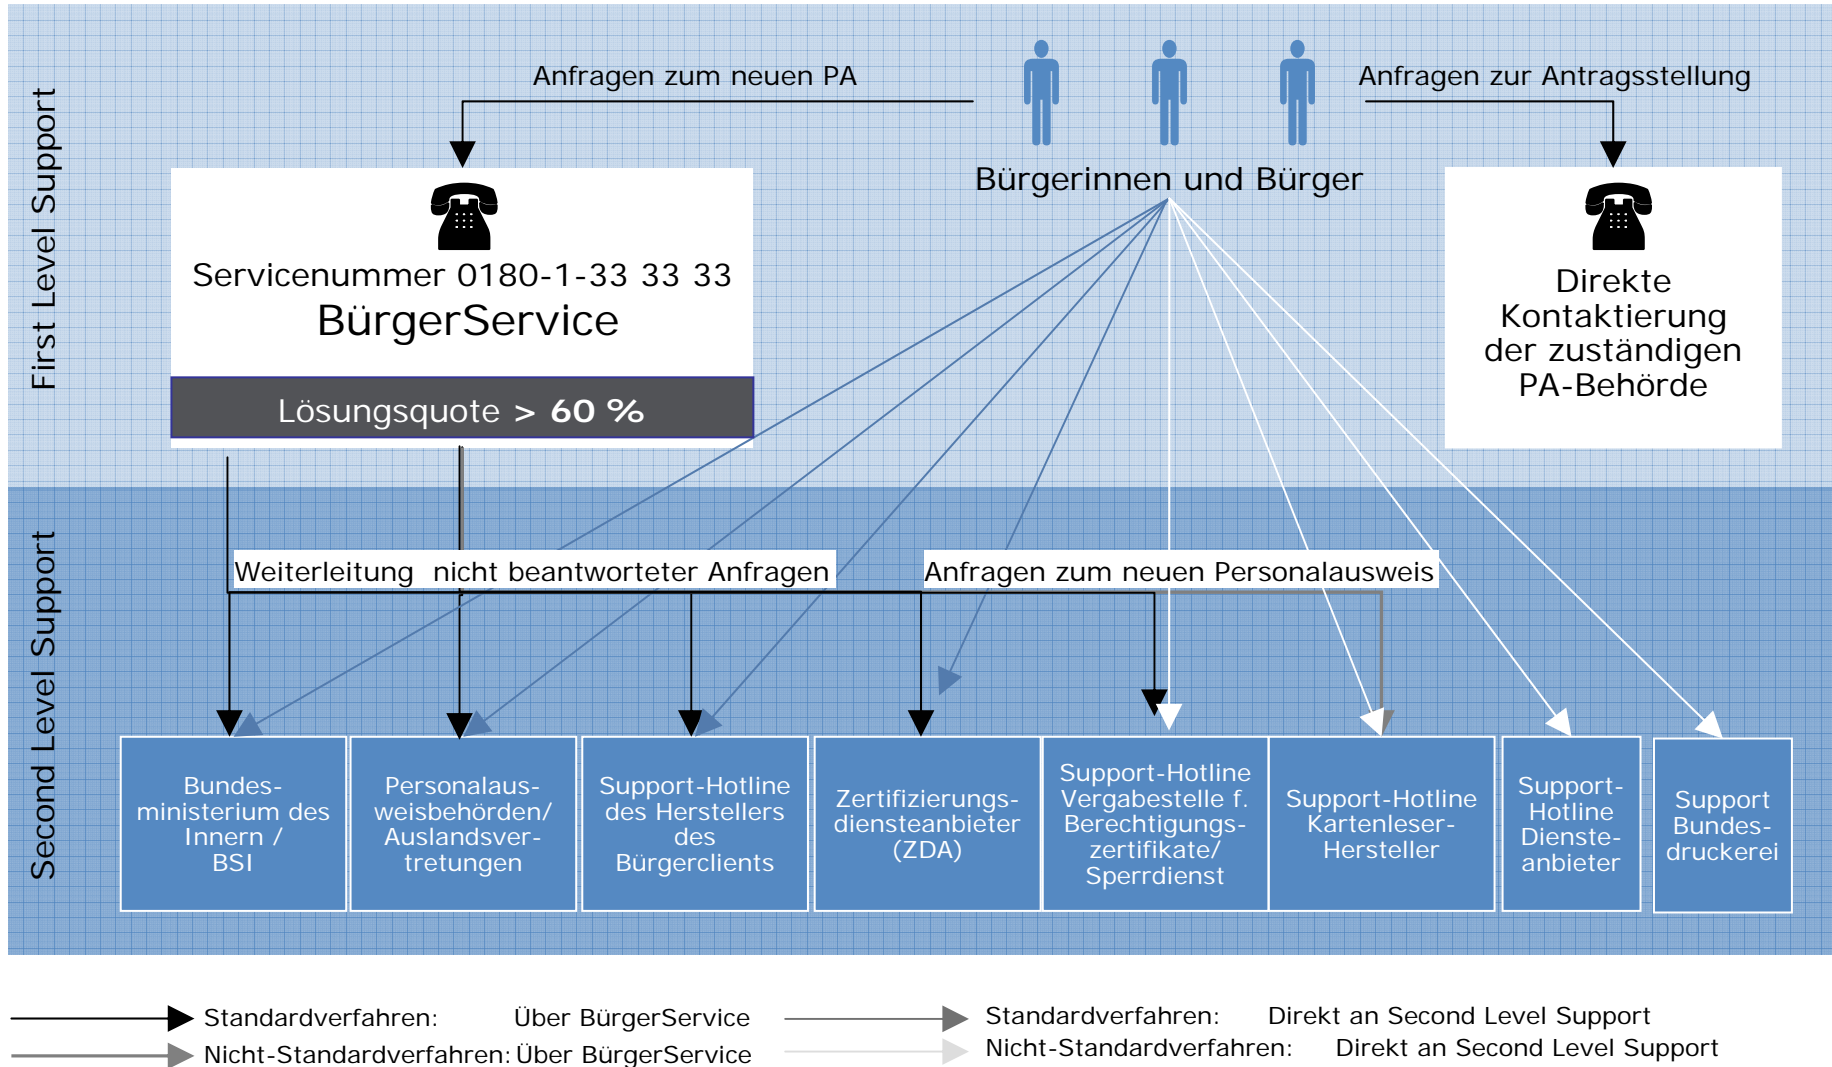 Anfragen zum neuen PA
Anfragen zur Antragsstellung
First Level Support
Bürgerinnen und Bürger
Servicenummer 0180-1-33 33 33
BürgerService
Lösungsquote > 60 %
Direkte
Kontaktierung
der zuständigen
PA-Behörde
Second Level Support
Weiterleitung nicht beantworteter Anfragen
Anfragen zum neuen Personalausweis
Bundes-
ministerium des
Innern /
BSI
Personalaus-
weisbehörden/
Auslandsver-
tretungen
Support-Hotline
des Herstellers
des
Bürgerclients
Zertifizierungs-
diensteanbieter
(ZDA)
Support-Hotline
Vergabestelle f.
Berechtigungs-
zertifikate/
Sperrdienst
Support-Hotline
Kartenleser-
Hersteller
Support-
Hotline
Dienste-
anbieter
Support
Bundes-
druckerei
Standardverfahren: Über BürgerService
Nicht-Standardverfahren: Über BürgerService
Standardverfahren: Direkt an Second Level Support
Nicht-Standardverfahren: Direkt an Second Level Support